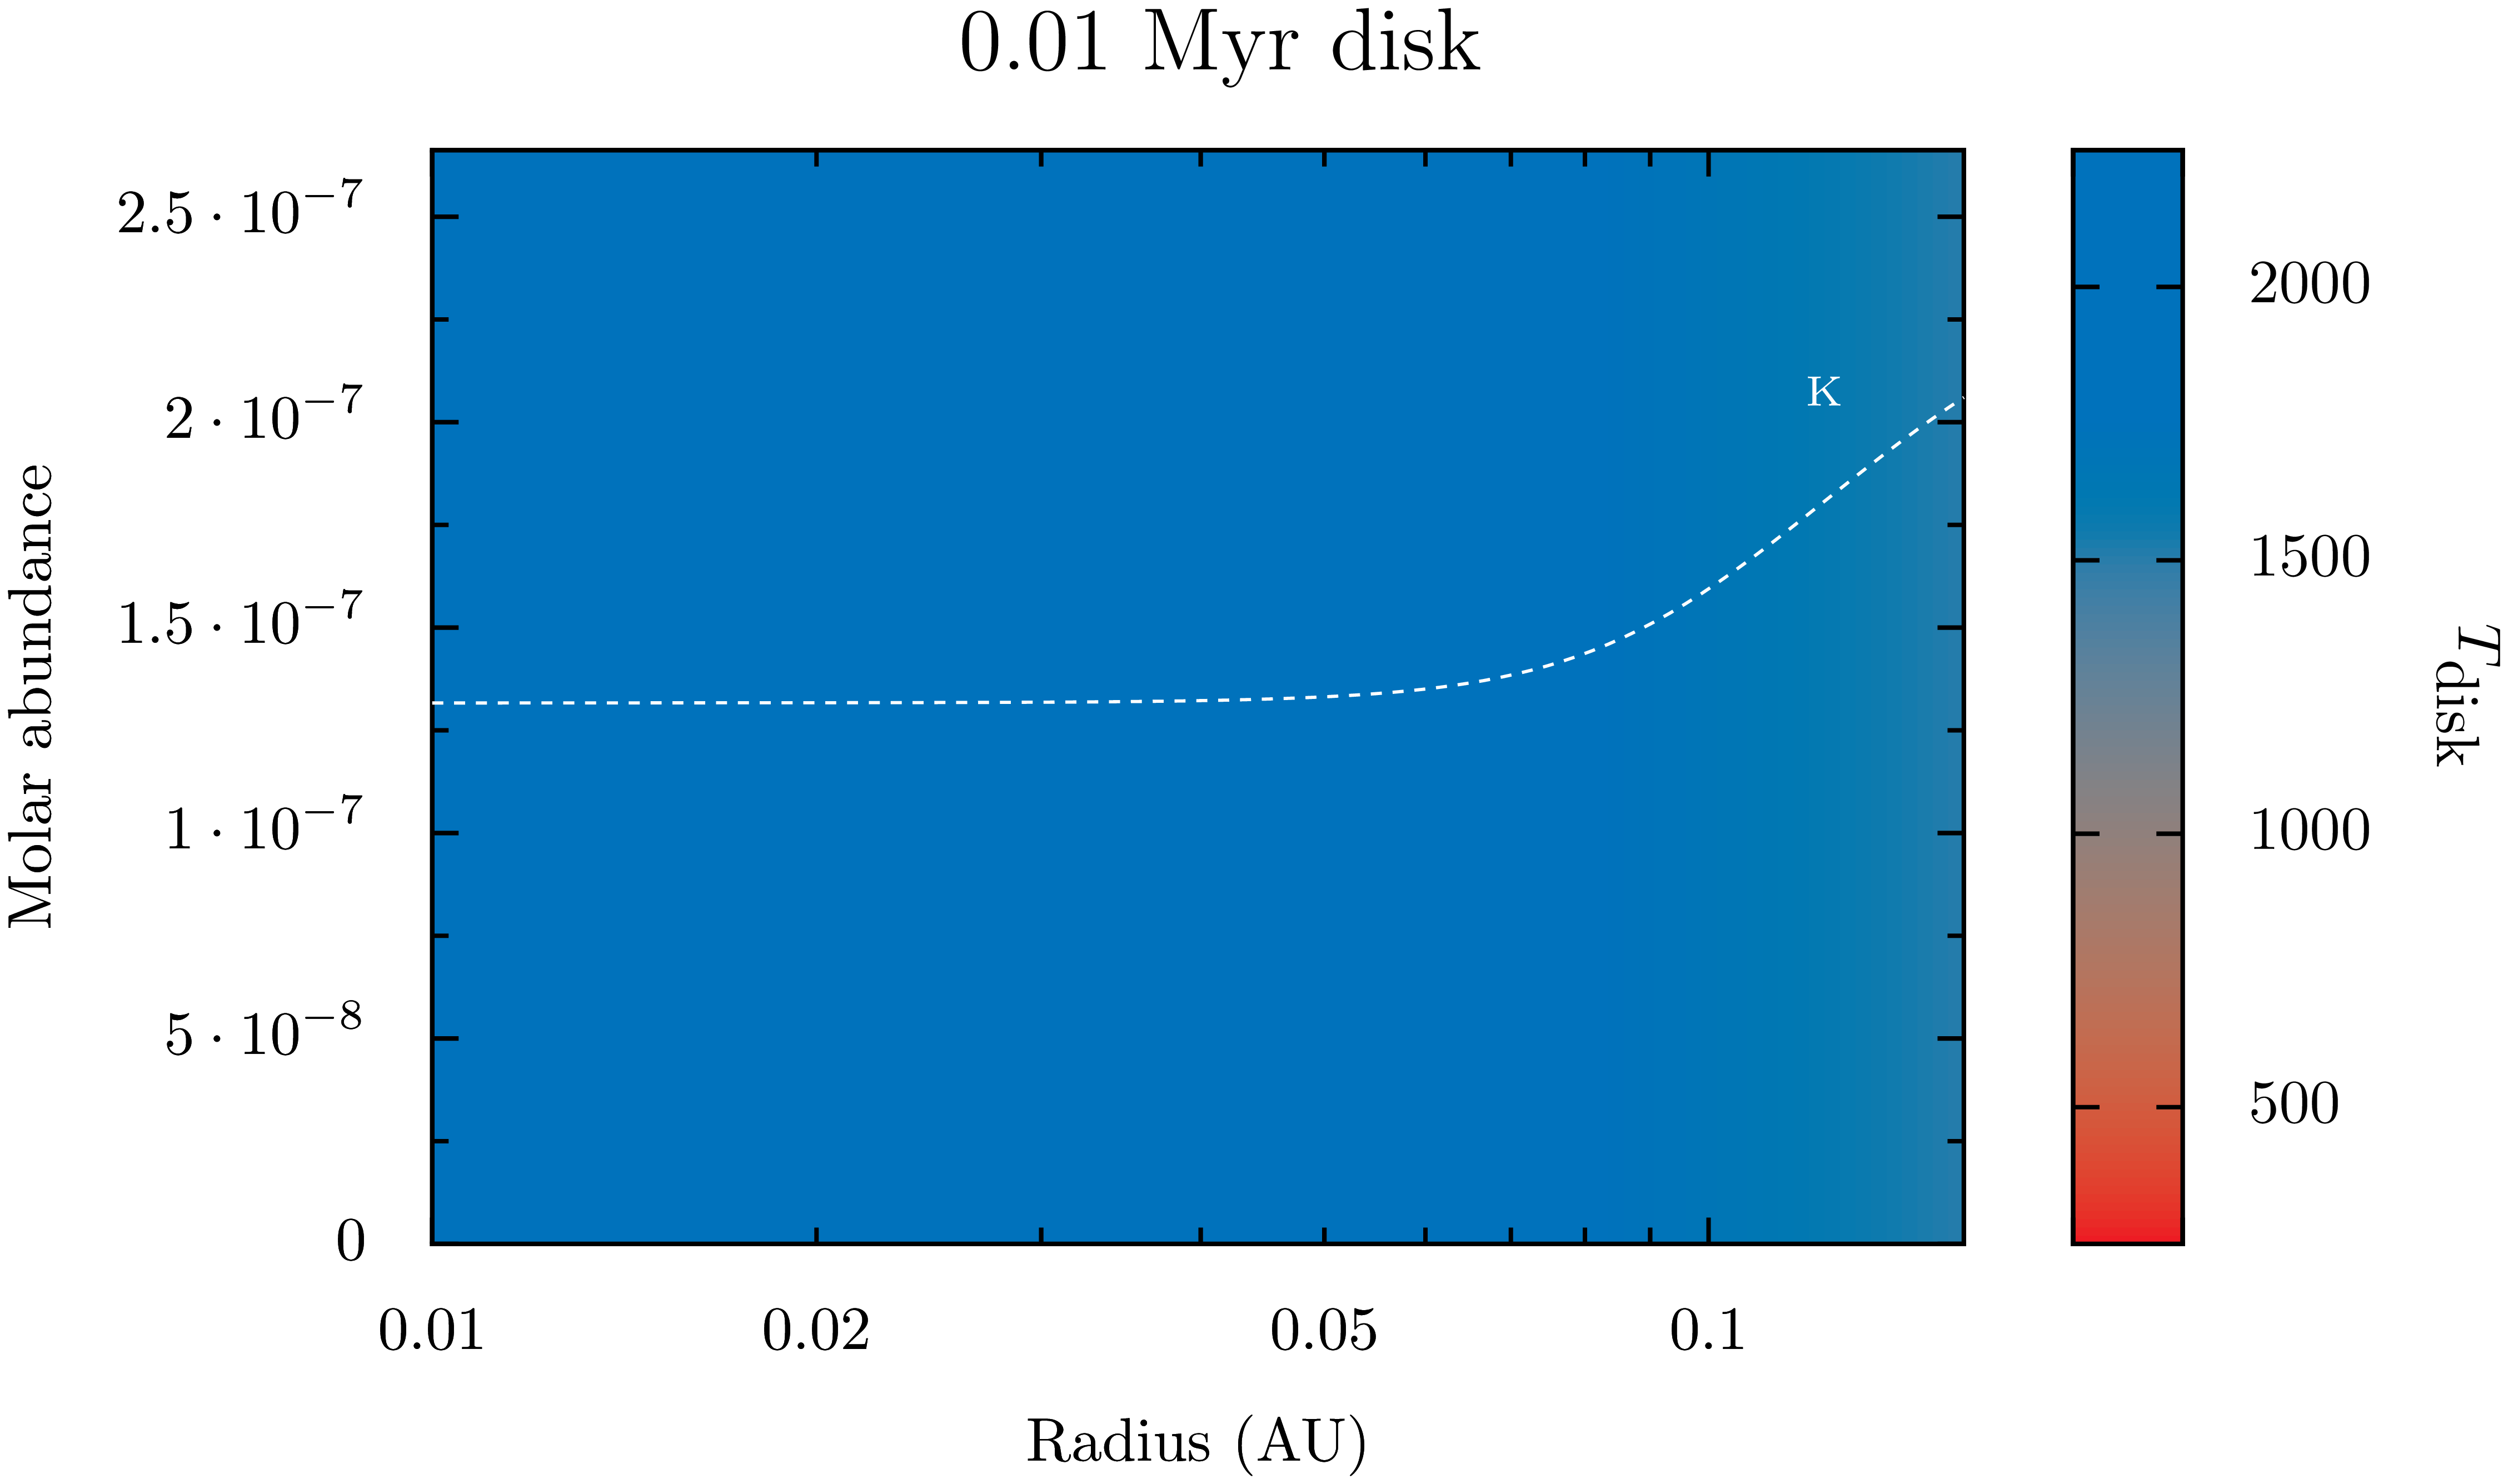 0.01 Myr disk
2.5 · 10⁻⁷
2 · 10⁻⁷
1.5 · 10⁻⁷
1 · 10⁻⁷
5 · 10⁻⁸
0
Molar abundance
K
0.01
0.02
0.05
0.1
Radius (AU)
2000
1500
1000
500
T_disk